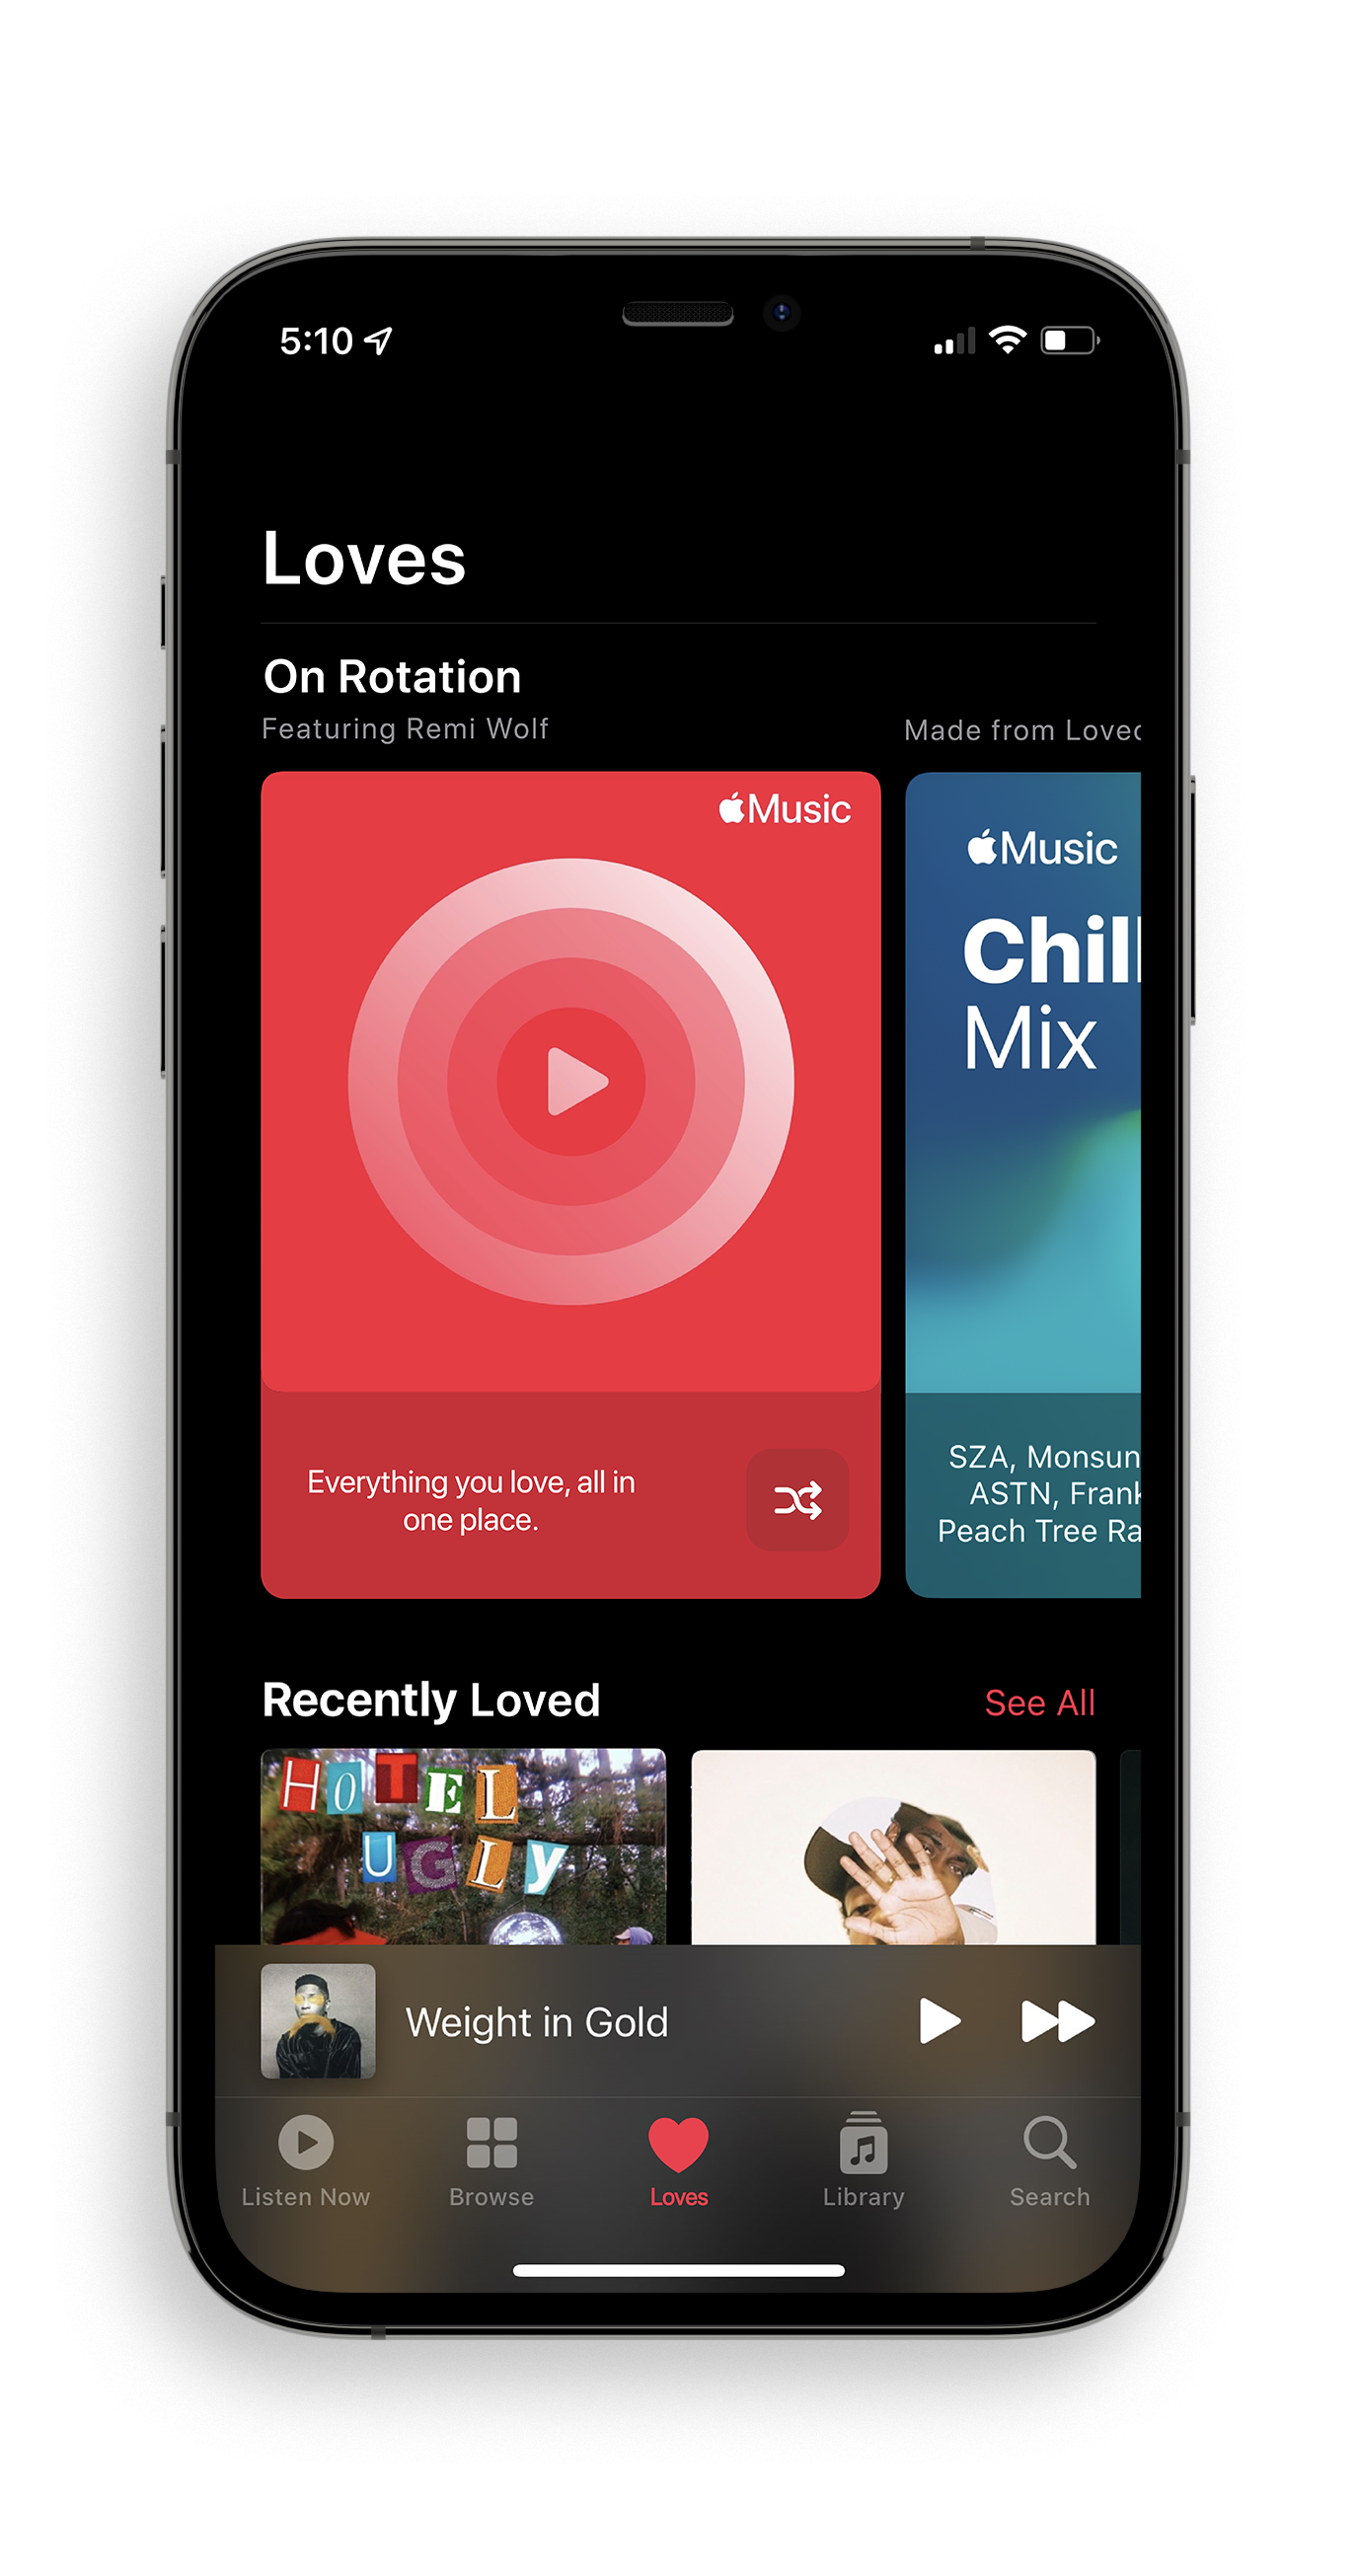 5:10
Loves
On Rotation
Featuring Remi Wolf
Made from Loved
Music
Music
Chill
Mix
Everything you love, all in
one place.
SZA, Monsun
ASTN, Frank
Peach Tree Ra
Recently Loved
See All
HOTEL
UGLY
Weight in Gold
Listen Now
Browse
Loves
Library
Search